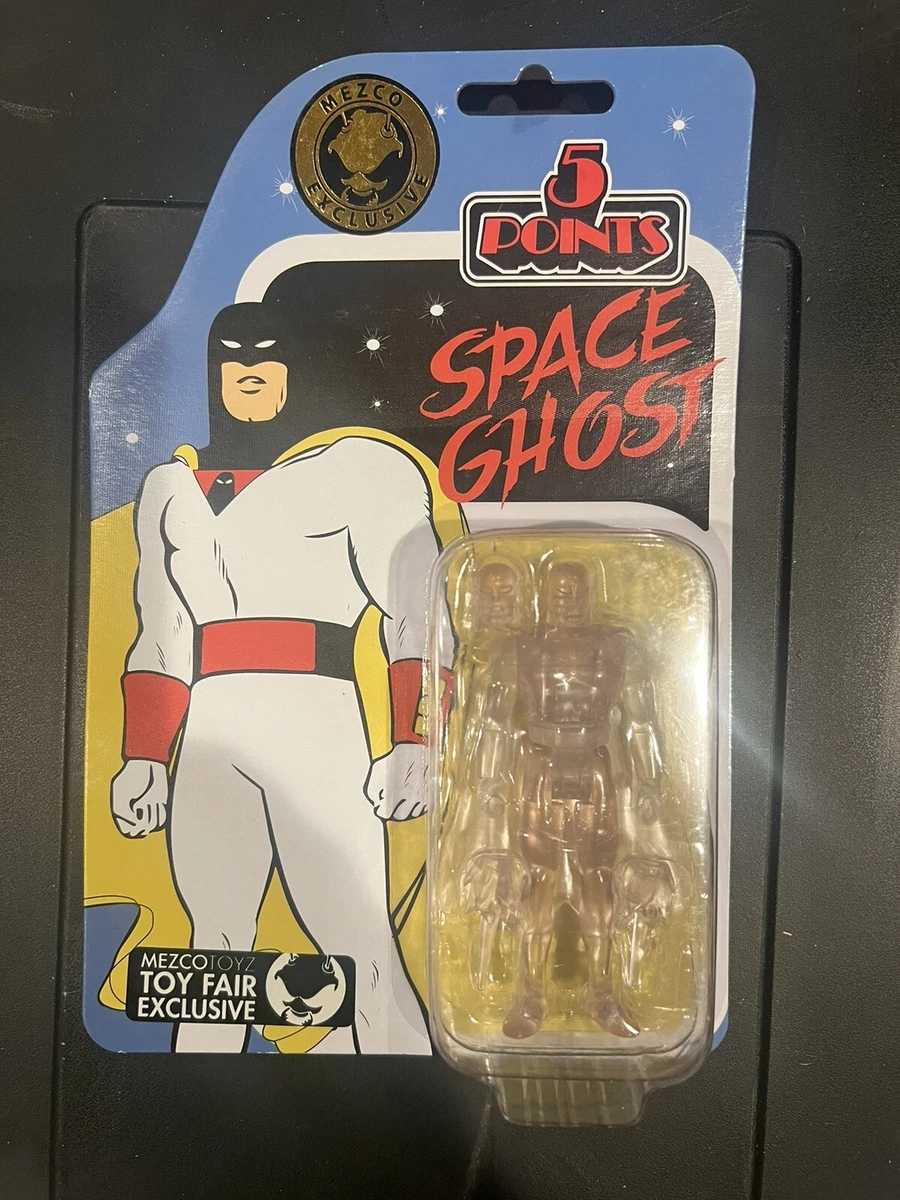 MEZCO
EXCLUSIVE
5
POINTS
SPACE
GHOST
MEZCOTOYZ
TOY FAIR
EXCLUSIVE